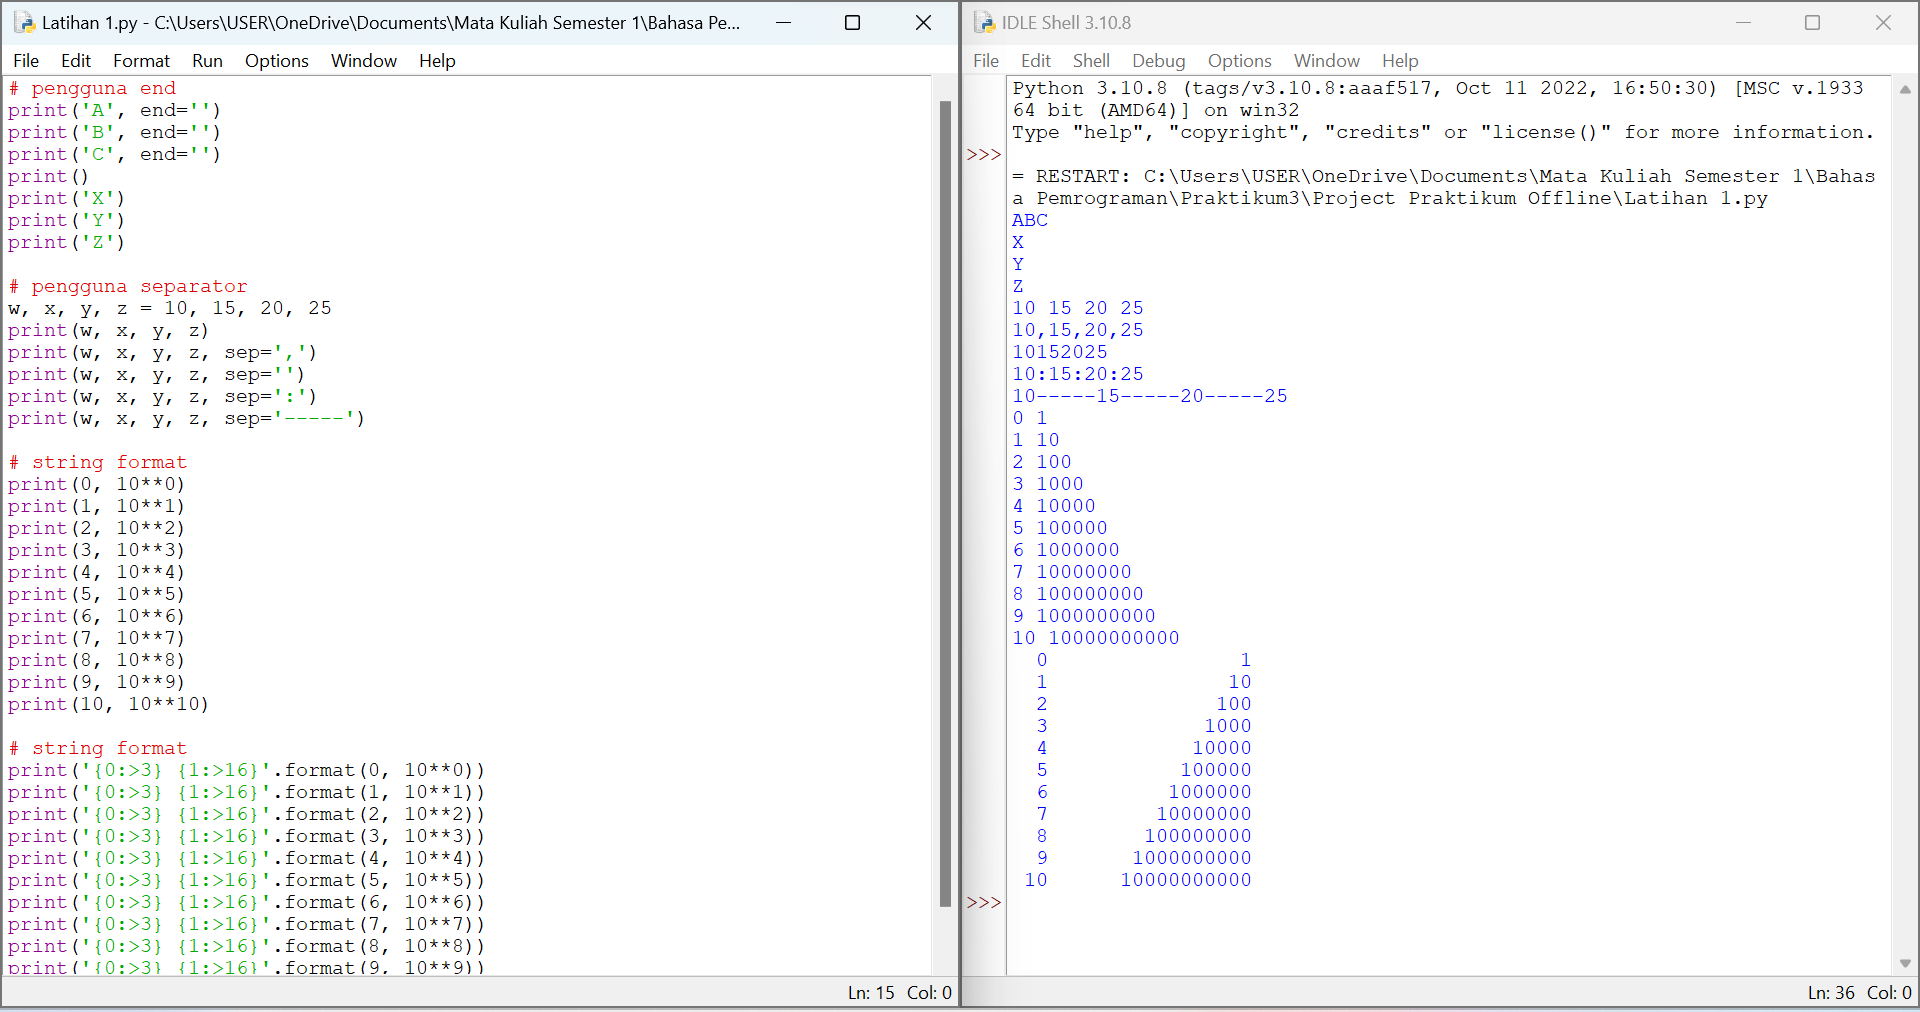 Latihan 1.py - C:\Users\USER\OneDrive\Documents\Mata Kuliah Semester 1\Bahasa Pe...
File Edit Format Run Options Window Help
# pengguna end
print('A', end='')
print('B', end='')
print('C', end='')
print()
print('X')
print('Y')
print('Z')
# pengguna separator
w, x, y, z = 10, 15, 20, 25
print(w, x, y, z)
print(w, x, y, z, sep=',')
print(w, x, y, z, sep='')
print(w, x, y, z, sep=':')
print(w, x, y, z, sep='-----')
# string format
print(0, 10**0)
print(1, 10**1)
print(2, 10**2)
print(3, 10**3)
print(4, 10**4)
print(5, 10**5)
print(6, 10**6)
print(7, 10**7)
print(8, 10**8)
print(9, 10**9)
print(10, 10**10)
# string format
print('{0:>3} {1:>16}'.format(0, 10**0))
print('{0:>3} {1:>16}'.format(1, 10**1))
print('{0:>3} {1:>16}'.format(2, 10**2))
print('{0:>3} {1:>16}'.format(3, 10**3))
print('{0:>3} {1:>16}'.format(4, 10**4))
print('{0:>3} {1:>16}'.format(5, 10**5))
print('{0:>3} {1:>16}'.format(6, 10**6))
print('{0:>3} {1:>16}'.format(7, 10**7))
print('{0:>3} {1:>16}'.format(8, 10**8))
print('{0:>3} {1:>16}'.format(9, 10**9))
Ln: 15 Col: 0
IDLE Shell 3.10.8
File Edit Shell Debug Options Window Help
Python 3.10.8 (tags/v3.10.8:aaaf517, Oct 11 2022, 16:50:30) [MSC v.1933
64 bit (AMD64)] on win32
Type "help", "copyright", "credits" or "license()" for more information.
>>>
= RESTART: C:\Users\USER\OneDrive\Documents\Mata Kuliah Semester 1\Bahas
a Pemrograman\Praktikum3\Project Praktikum Offline\Latihan 1.py
ABC
X
Y
Z
10 15 20 25
10,15,20,25
10152025
10:15:20:25
10-----15-----20-----25
0 1
1 10
2 100
3 1000
4 10000
5 100000
6 1000000
7 10000000
8 100000000
9 1000000000
10 10000000000
  0                1
  1               10
  2              100
  3             1000
  4            10000
  5           100000
  6          1000000
  7         10000000
  8        100000000
  9       1000000000
 10      10000000000
>>>
Ln: 36 Col: 0